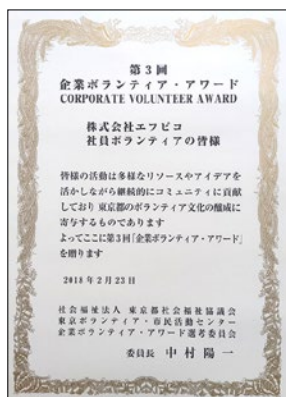 第3回
企業ボランティア・アワード
CORPORATE VOLUNTEER AWARD
株式会社エフピコ
社員ボランティアの皆様
皆様の活動は多様なリソースやアイデアを
活かしながら継続的にコミュニティに貢献
しており東京都のボランティア文化の醸成に
寄与するものであります
よってここに第3回「企業ボランティア・アワード」
を贈ります
2018年2月23日
社会福祉法人 東京都社会福祉協議会
東京ボランティア・市民活動センター
企業ボランティア・アワード選考委員会
委員長 中村陽一